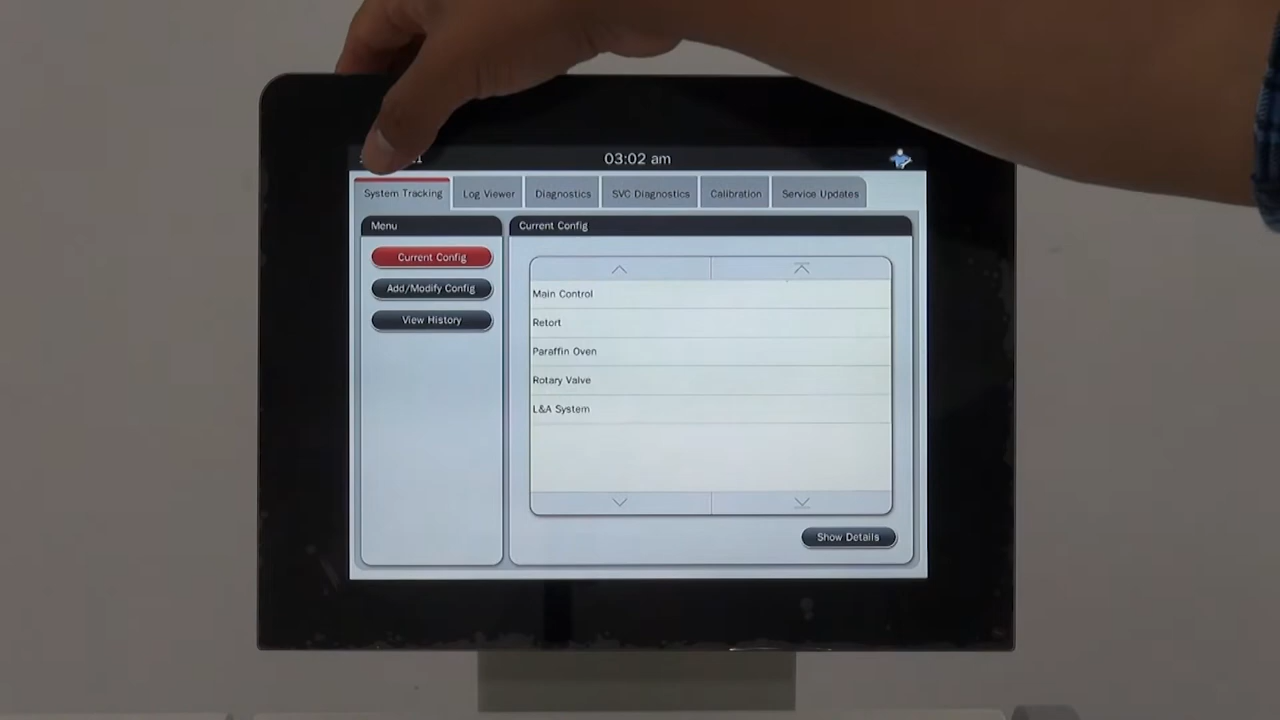 03:02 am
System Tracking Log Viewer Diagnostics SVC Diagnostics Calibration Service Updates
Menu
Current Config
Add/Modify Config
View History
Current Config
Main Control
Retort
Paraffin Oven
Rotary Valve
L&A System
Show Details